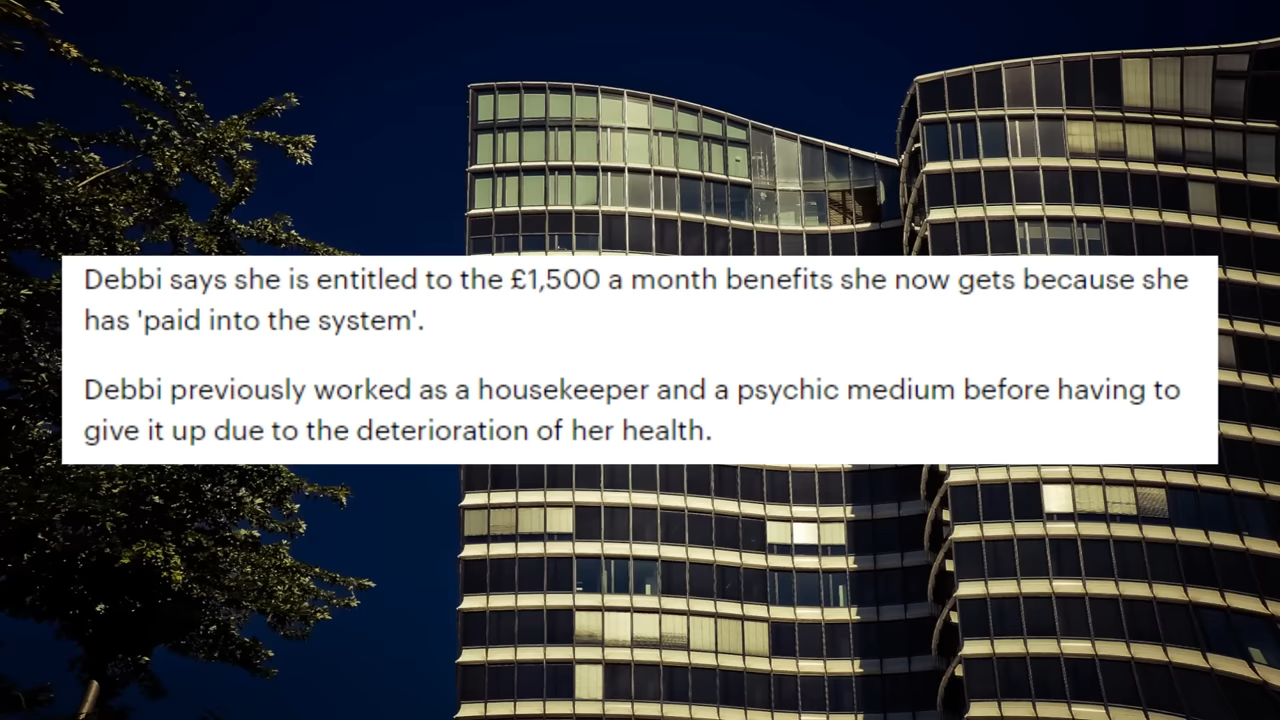 Debbi says she is entitled to the £1,500 a month benefits she now gets because she
has 'paid into the system'.
Debbi previously worked as a housekeeper and a psychic medium before having to
give it up due to the deterioration of her health.